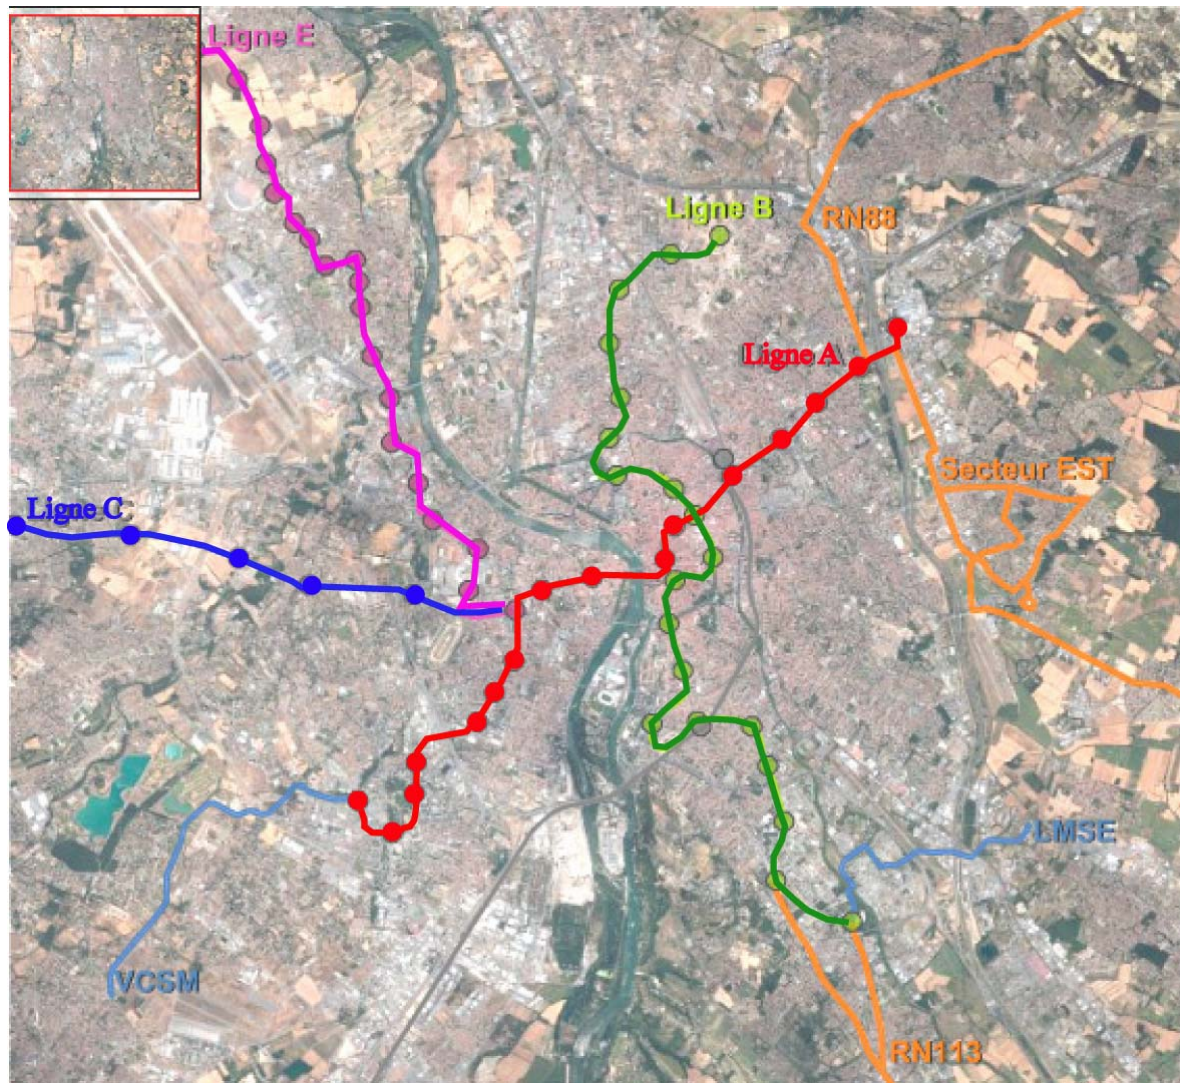 Ligne E
Ligne B
RN88
Ligne A
Secteur EST
Ligne C
LMSE
VCSM
RN113